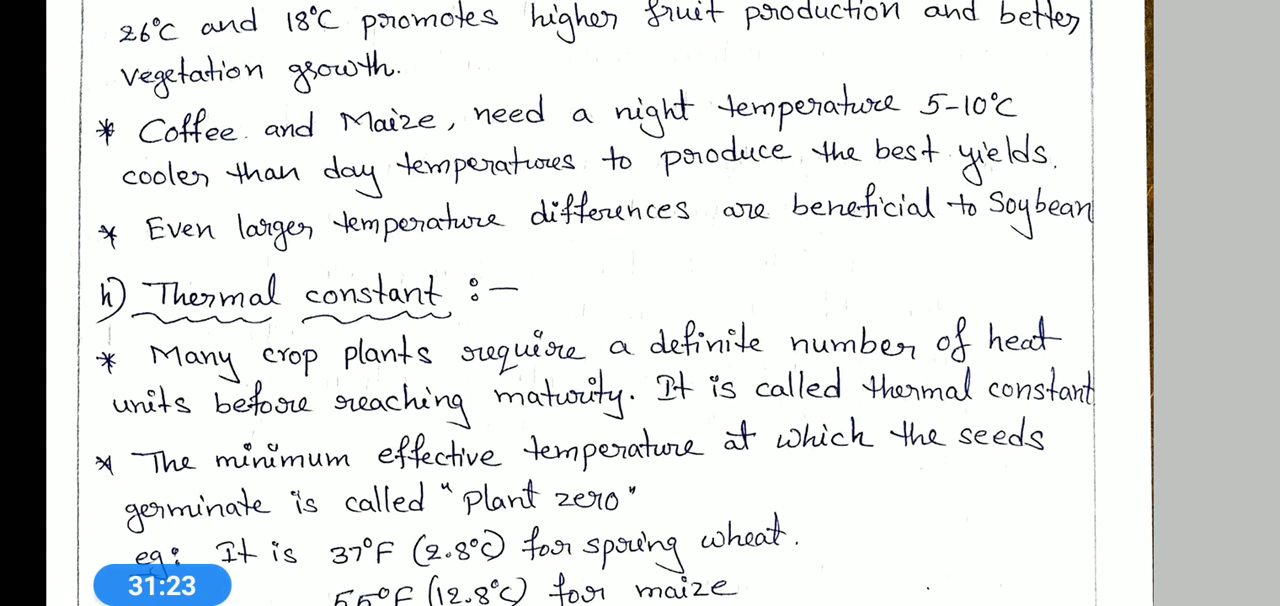 26°C and 18°C promotes higher fruit production and better
vegetation growth.
* Coffee and Maize, need a night temperature 5-10°C
cooler than day temperatures to produce the best yields.
* Even larger temperature differences are beneficial to Soybean
h) Thermal constant :-
* Many crop plants require a definite number of heat
units before reaching maturity. It is called thermal constant
* The minimum effective temperature at which the seeds
germinate is called "plant zero"
eg: It is 37°F (2.8°C) for spring wheat.
55°F (12.8°C) for maize
31:23